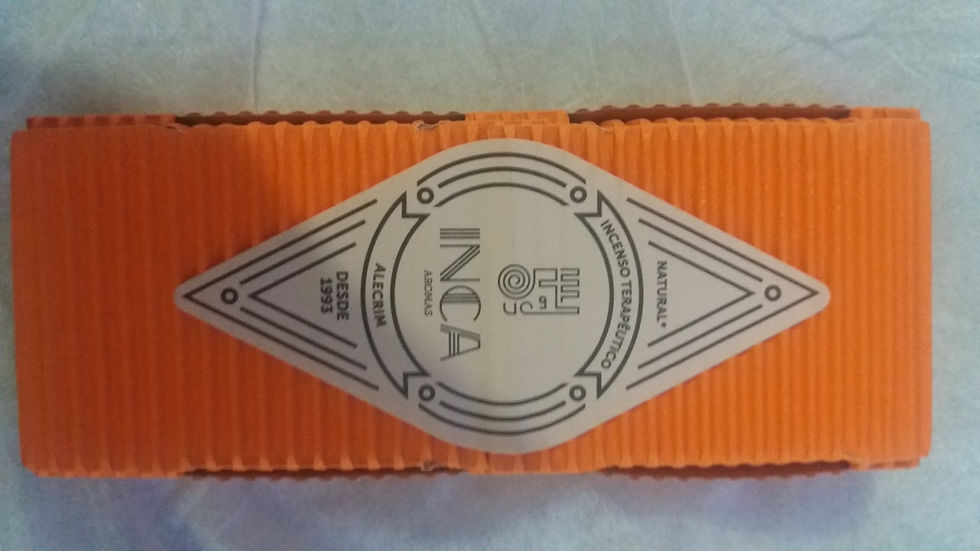 NATURAL*
INCENSO TERAPÊUTICO
INCA
AROMAS
ALECRIM
DESDE
1993